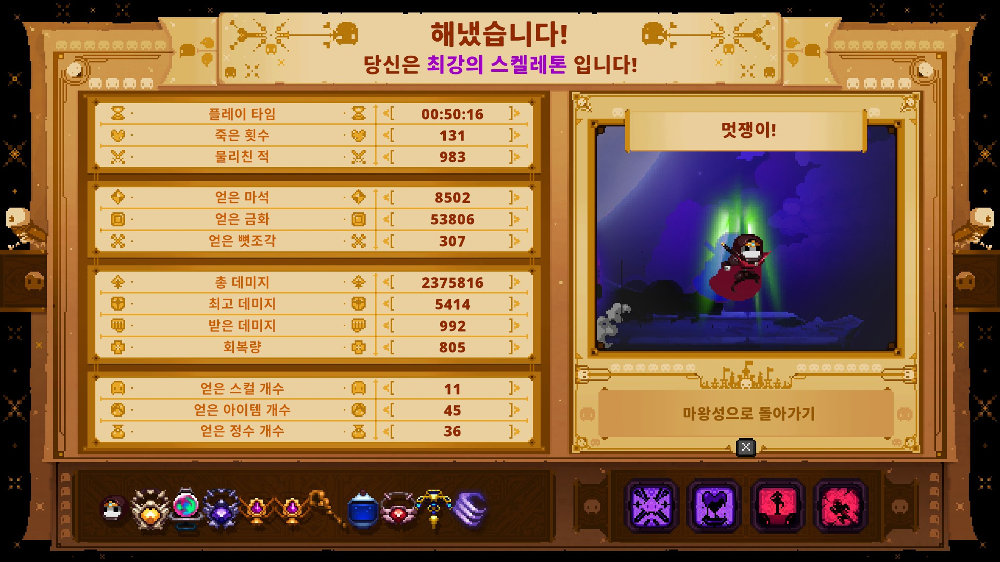 해냈습니다!
당신은 최강의 스켈레톤 입니다!
플레이 타임 00:50:16
죽은 횟수 131
물리친 적 983
얻은 마석 8502
얻은 금화 53806
얻은 뼛조각 307
총 데미지 2375816
최고 데미지 5414
받은 데미지 992
회복량 805
얻은 스컬 개수 11
얻은 아이템 개수 45
얻은 정수 개수 36
멋쟁이!
마왕성으로 돌아가기
X